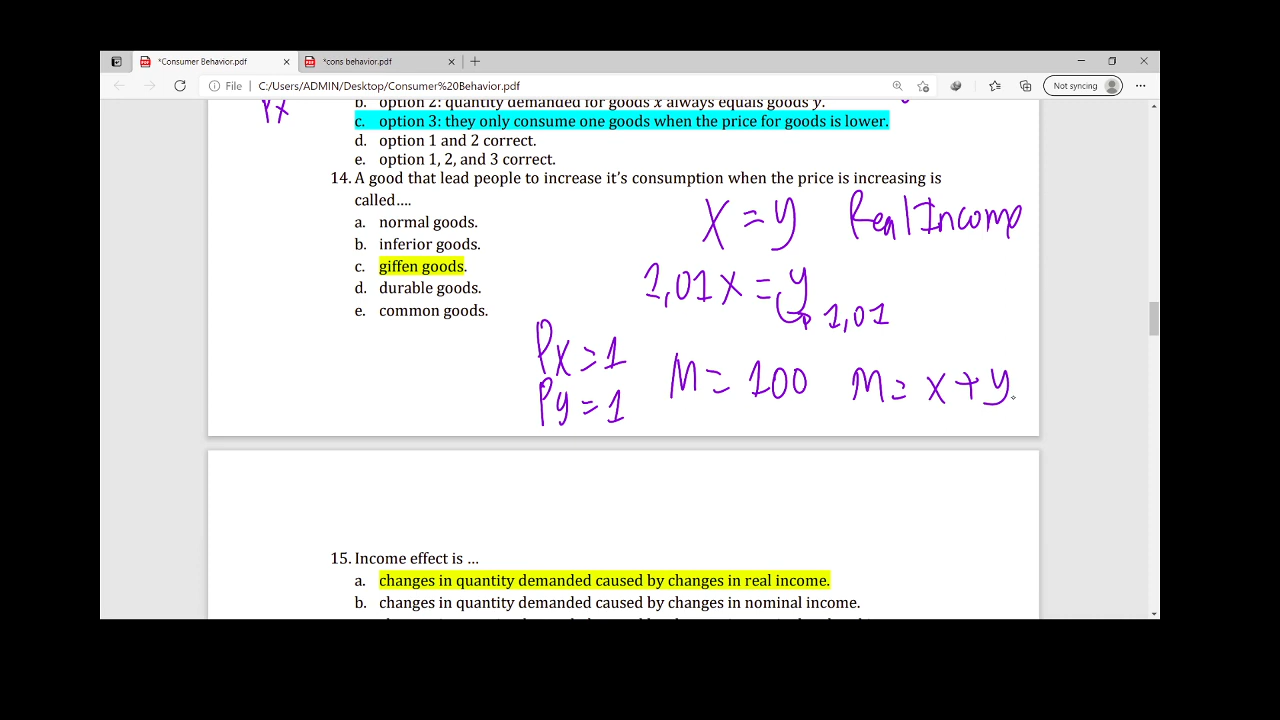 *Consumer Behavior.pdf
*cons behavior.pdf
File C:/Users/ADMIN/Desktop/Consumer%20Behavior.pdf
Not syncing
Px
b. option 2: quantity demanded for goods x always equals goods y.
c. option 3: they only consume one goods when the price for goods is lower.
d. option 1 and 2 correct.
e. option 1, 2, and 3 correct.
14. A good that lead people to increase it's consumption when the price is increasing is
called....
a. normal goods.
b. inferior goods.
c. giffen goods.
d. durable goods.
e. common goods.
X = y Real Incomp
1,01X = y
1,01
Px = 1
Py = 1
M = 100 M = x + y
15. Income effect is ...
a. changes in quantity demanded caused by changes in real income.
b. changes in quantity demanded caused by changes in nominal income.